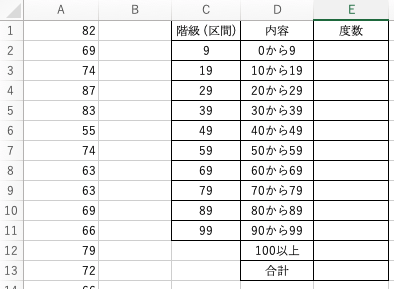 A B C D E
1 82 階級（区間） 内容 度数
2 69 9 0から9
3 74 19 10から19
4 87 29 20から29
5 83 39 30から39
6 55 49 40から49
7 74 59 50から59
8 63 69 60から69
9 63 79 70から79
10 69 89 80から89
11 66 99 90から99
12 79 100以上
13 72 合計